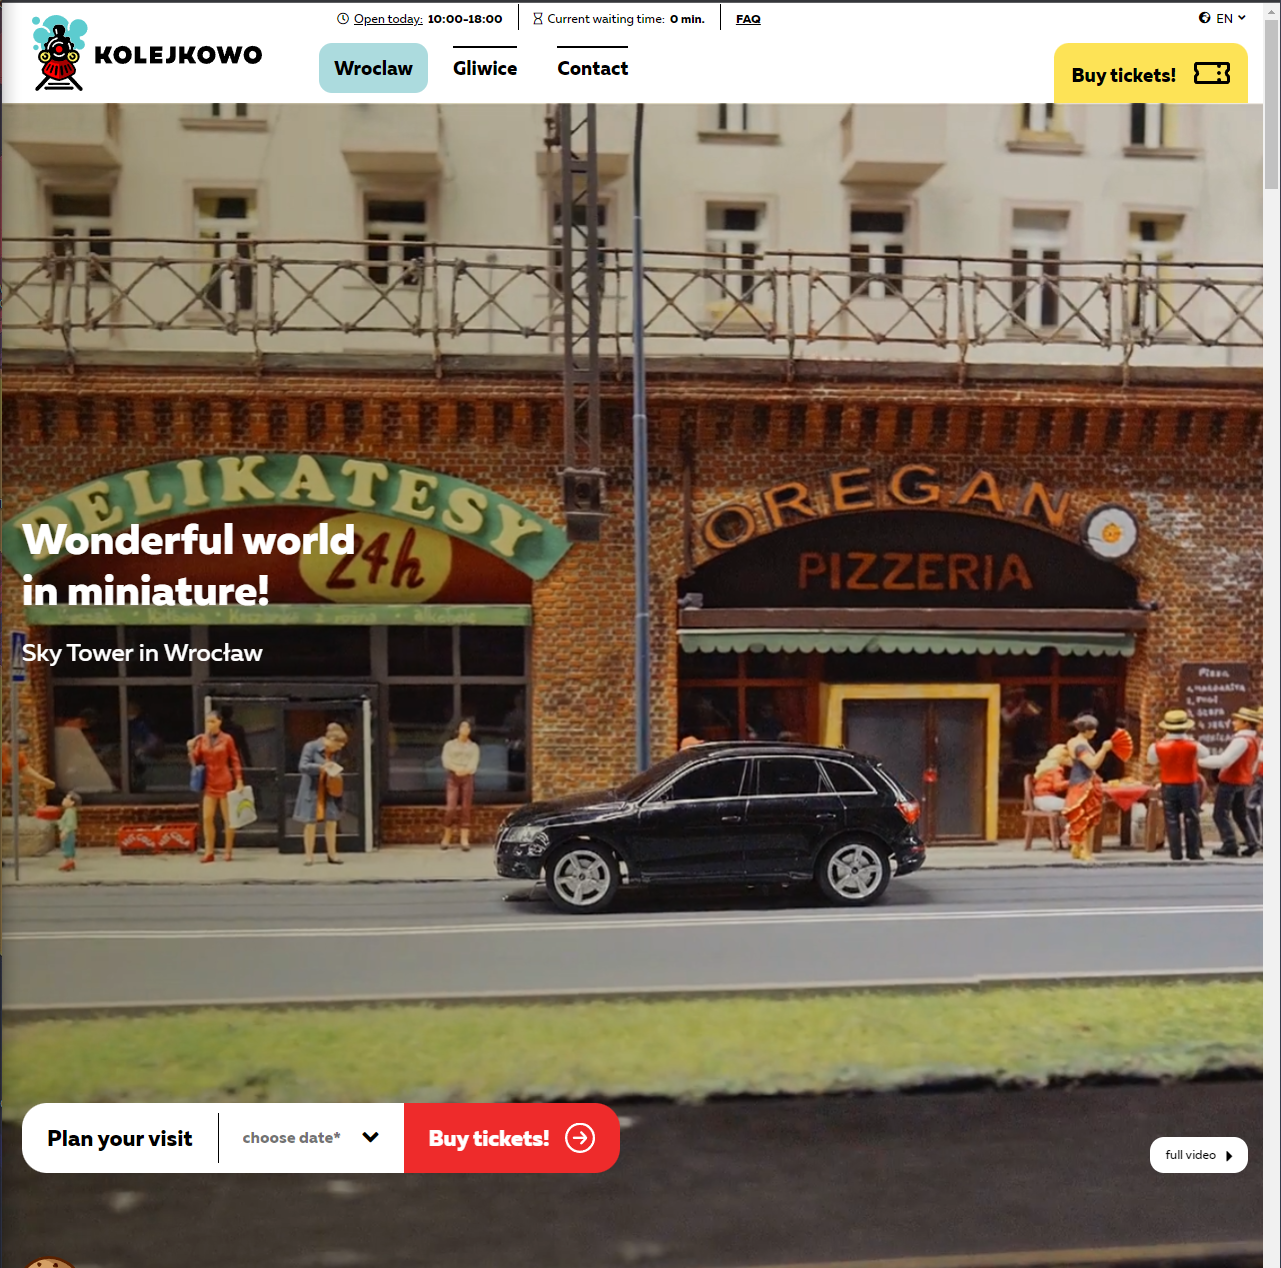 Open today: 10:00-18:00
Current waiting time: 0 min.
FAQ
EN
KOLEJKOWO
Wroclaw
Gliwice
Contact
Buy tickets!
DELIKATESY
24h
OREGANO
PIZZERIA
Wonderful world
in miniature!
Sky Tower in Wrocław
Pizza
Plan your visit
choose date*
Buy tickets!
full video